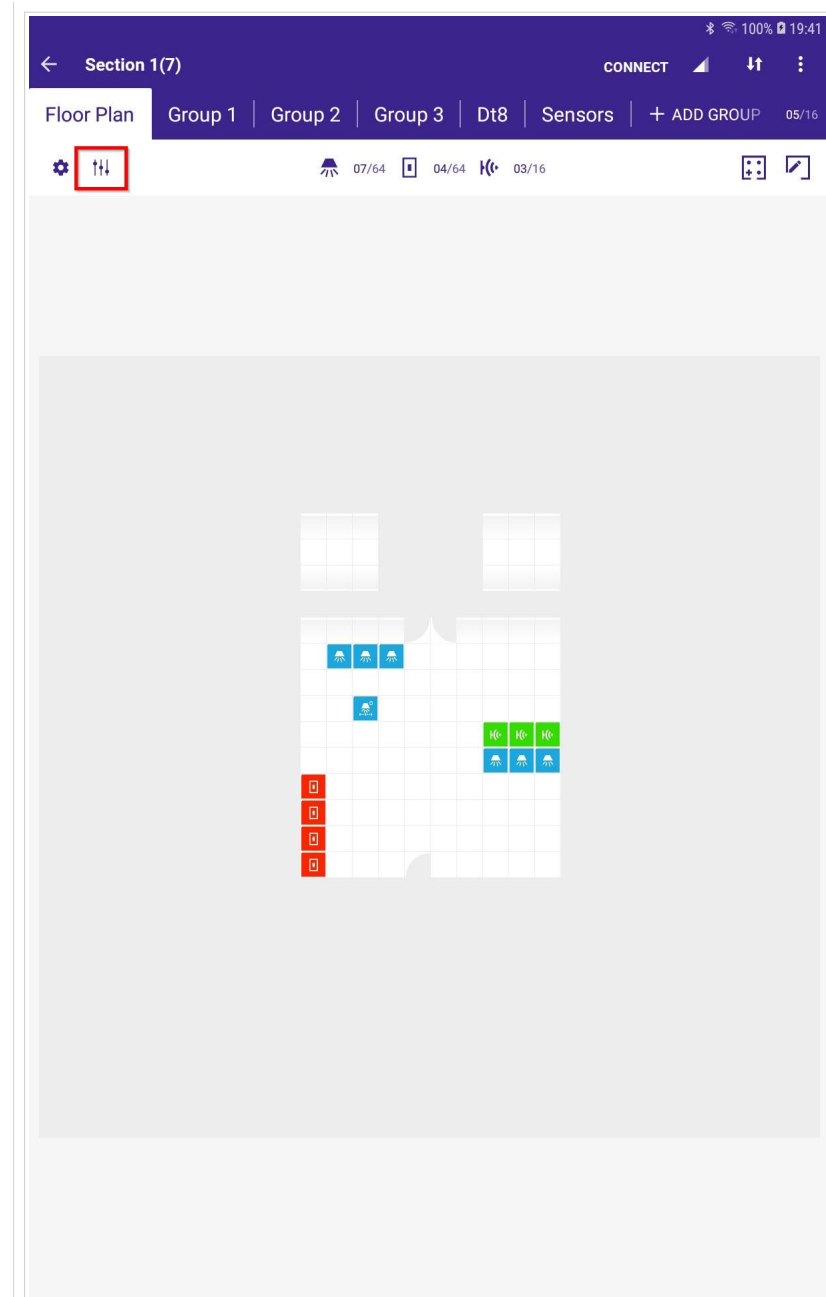 100% 19:41
Section 1(7) CONNECT
Floor Plan Group 1 Group 2 Group 3 Dt8 Sensors + ADD GROUP 05/16
07/64 04/64 03/16